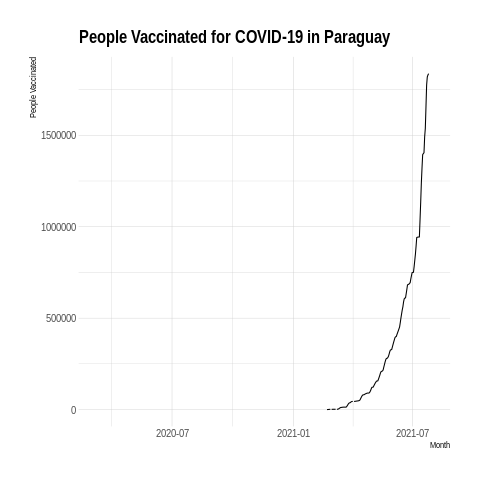 People Vaccinated for COVID-19 in Paraguay
People Vaccinated
1500000
1000000
500000
0
2020-07 2021-01 2021-07
Month